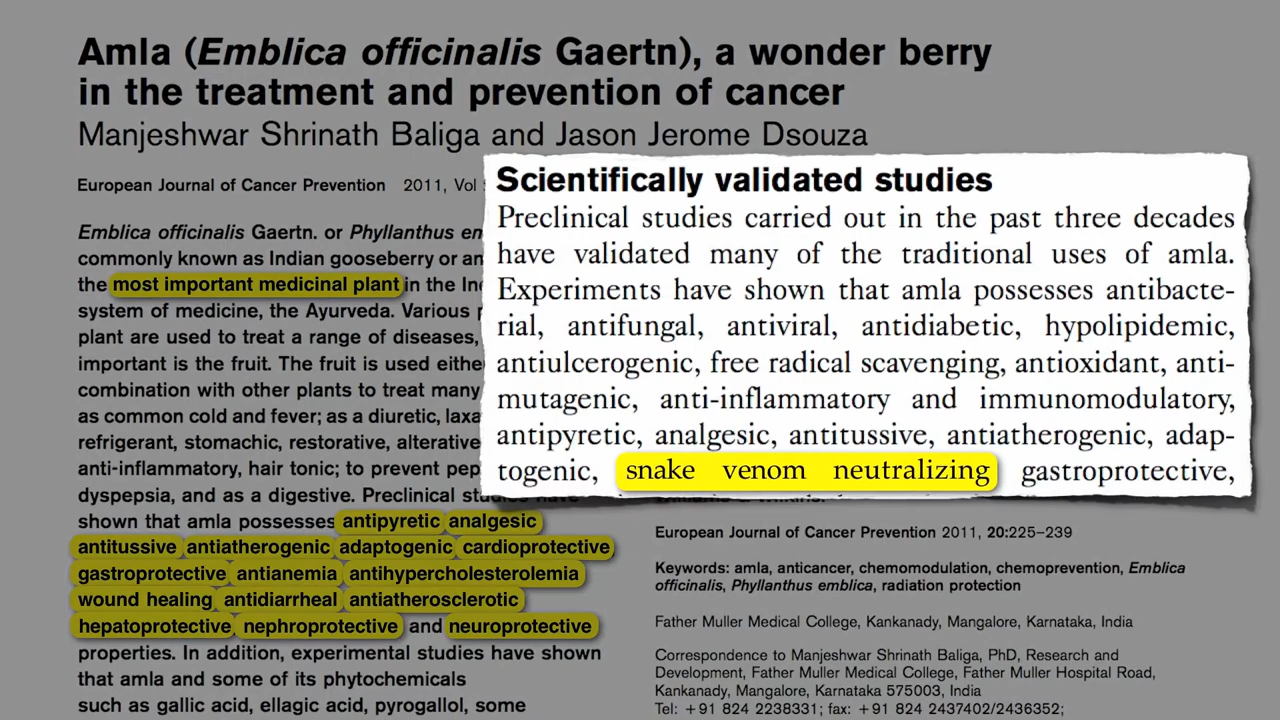 Amla (Emblica officinalis Gaertn), a wonder berry
in the treatment and prevention of cancer
Manjeshwar Shrinath Baliga and Jason Jerome Dsouza
European Journal of Cancer Prevention 2011, Vol
Emblica officinalis Gaertn. or Phyllanthus en
commonly known as Indian gooseberry or an
the most important medicinal plant in the In
system of medicine, the Ayurveda. Various
plant are used to treat a range of diseases,
important is the fruit. The fruit is used eithe
combination with other plants to treat many
as common cold and fever; as a diuretic, laxa
refrigerant, stomachic, restorative, alterative
anti-inflammatory, hair tonic; to prevent pep
dyspepsia, and as a digestive. Preclinical studies have
shown that amla possesses antipyretic analgesic
antitussive antiatherogenic adaptogenic cardioprotective
gastroprotective antianemia antihypercholesterolemia
wound healing antidiarrheal antiatherosclerotic
hepatoprotective nephroprotective and neuroprotective
properties. In addition, experimental studies have shown
that amla and some of its phytochemicals
such as gallic acid, ellagic acid, pyrogallol, some
Scientifically validated studies
Preclinical studies carried out in the past three decades
have validated many of the traditional uses of amla.
Experiments have shown that amla possesses antibacte-
rial, antifungal, antiviral, antidiabetic, hypolipidemic,
antiulcerogenic, free radical scavenging, antioxidant, anti-
mutagenic, anti-inflammatory and immunomodulatory,
antipyretic, analgesic, antitussive, antiatherogenic, adap-
togenic, snake venom neutralizing gastroprotective,
European Journal of Cancer Prevention 2011, 20:225–239
Keywords: amla, anticancer, chemomodulation, chemoprevention, Emblica
officinalis, Phyllanthus emblica, radiation protection
Father Muller Medical College, Kankanady, Mangalore, Karnataka, India
Correspondence to Manjeshwar Shrinath Baliga, PhD, Research and
Development, Father Muller Medical College, Father Muller Hospital Road,
Kankanady, Mangalore, Karnataka 575003, India
Tel: +91 824 2238331; fax: +91 824 2437402/2436352;